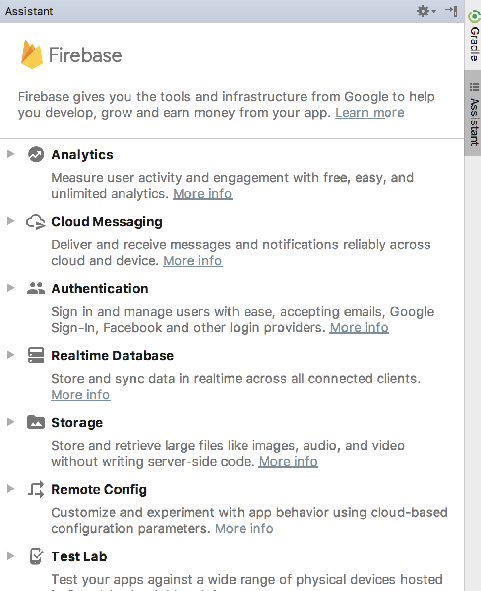 Assistant
Gradle
Assistant
Firebase
Firebase gives you the tools and infrastructure from Google to help
you develop, grow and earn money from your app. Learn more
Analytics
Measure user activity and engagement with free, easy, and
unlimited analytics. More info
Cloud Messaging
Deliver and receive messages and notifications reliably across
cloud and device. More info
Authentication
Sign in and manage users with ease, accepting emails, Google
Sign-In, Facebook and other login providers. More info
Realtime Database
Store and sync data in realtime across all connected clients.
More info
Storage
Store and retrieve large files like images, audio, and video
without writing server-side code. More info
Remote Config
Customize and experiment with app behavior using cloud-based
configuration parameters. More info
Test Lab
Test your apps against a wide range of physical devices hosted